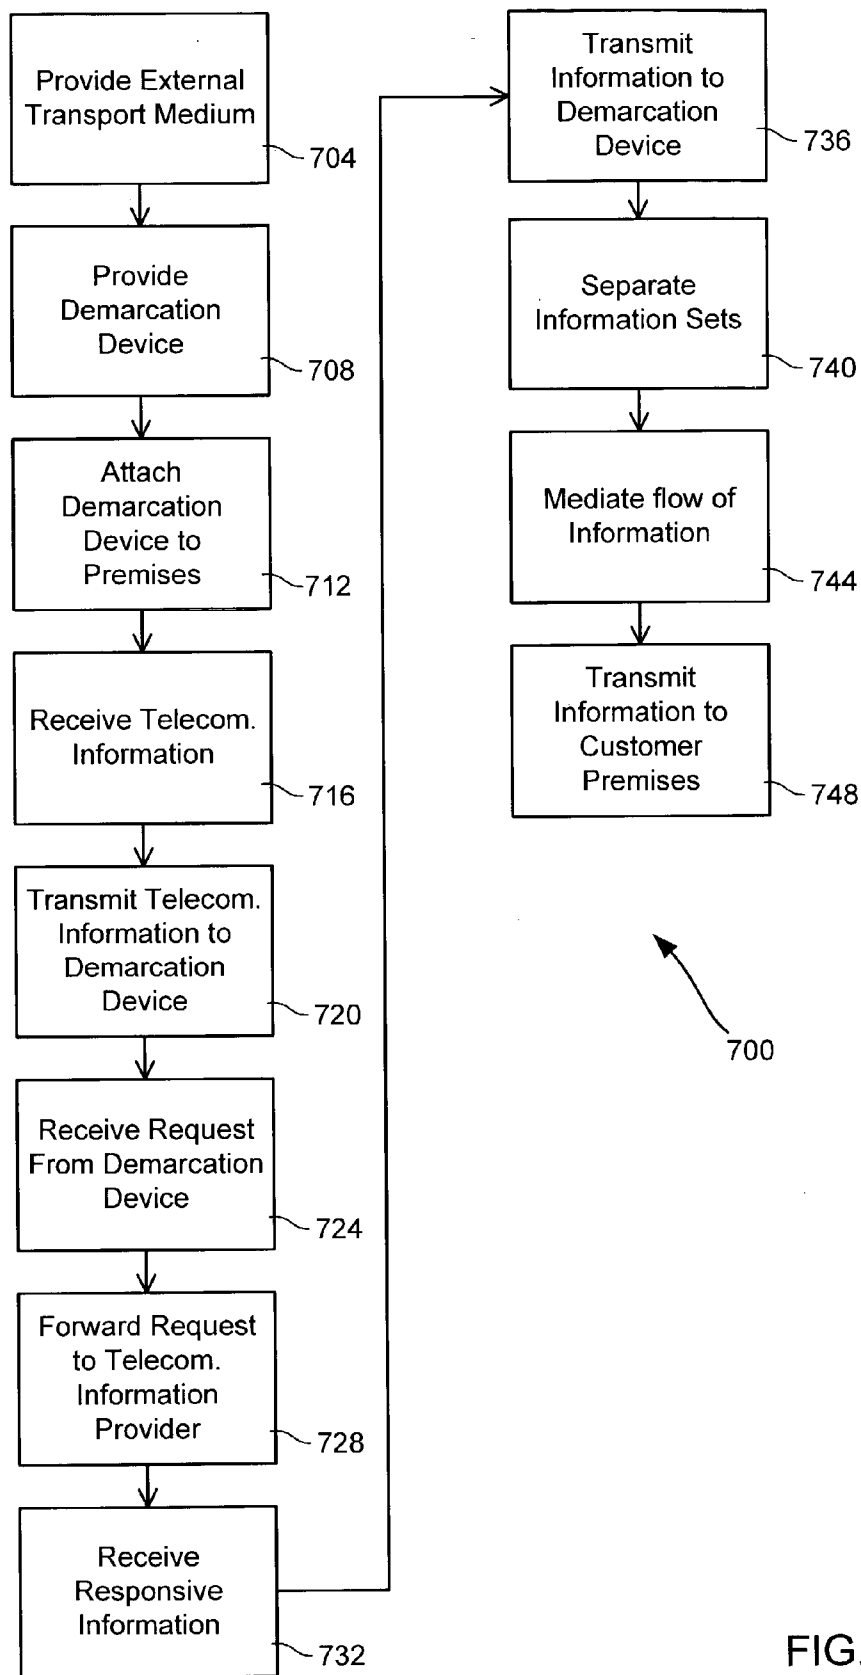 Provide External
Transport Medium
704
Provide
Demarcation
Device
708
Attach
Demarcation
Device to
Premises
712
Receive Telecom.
Information
716
Transmit Telecom.
Information to
Demarcation
Device
720
Receive Request
From Demarcation
Device
724
Forward Request
to Telecom.
Information
Provider
728
Receive
Responsive
Information
732
Transmit
Information to
Demarcation
Device
736
Separate
Information Sets
740
Mediate flow of
Information
744
Transmit
Information to
Customer
Premises
748
700
FIG.